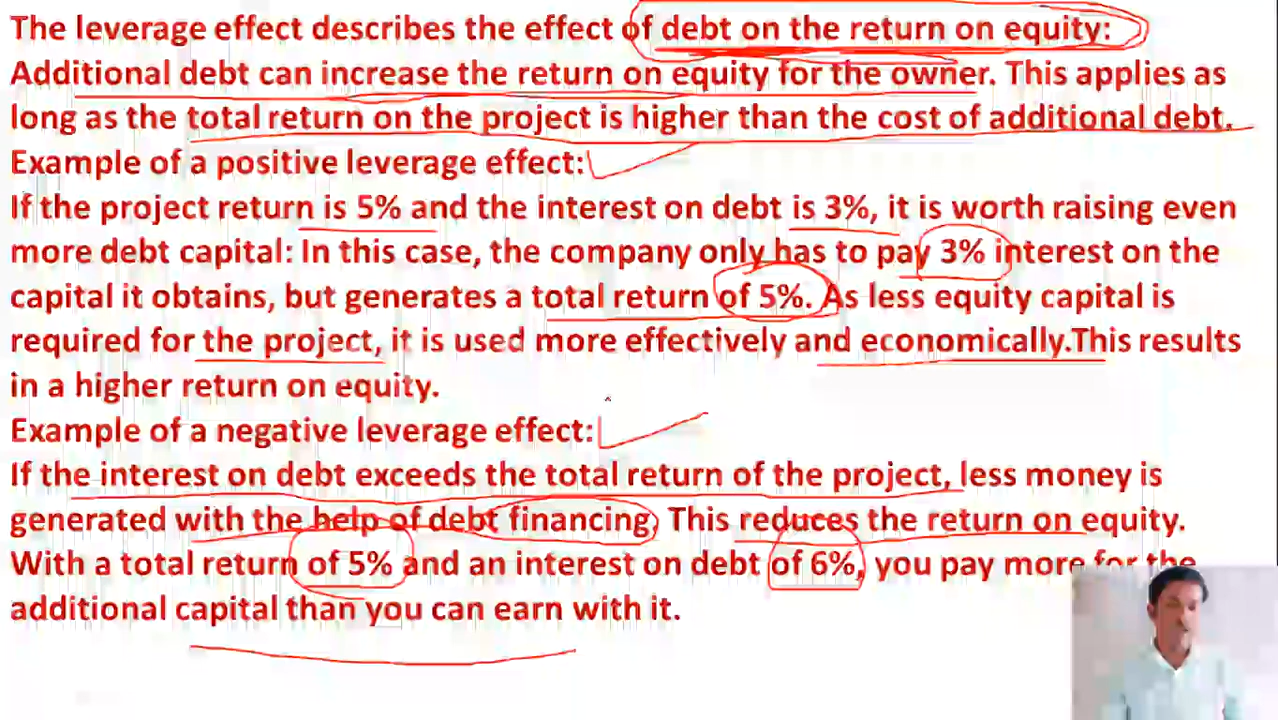 The leverage effect describes the effect of debt on the return on equity:
Additional debt can increase the return on equity for the owner. This applies as
long as the total return on the project is higher than the cost of additional debt.
Example of a positive leverage effect:
If the project return is 5% and the interest on debt is 3%, it is worth raising even
more debt capital: In this case, the company only has to pay 3% interest on the
capital it obtains, but generates a total return of 5%. As less equity capital is
required for the project, it is used more effectively and economically.This results
in a higher return on equity.
Example of a negative leverage effect:
If the interest on debt exceeds the total return of the project, less money is
generated with the help of debt financing. This reduces the return on equity.
With a total return of 5% and an interest on debt of 6%, you pay more for the
additional capital than you can earn with it.